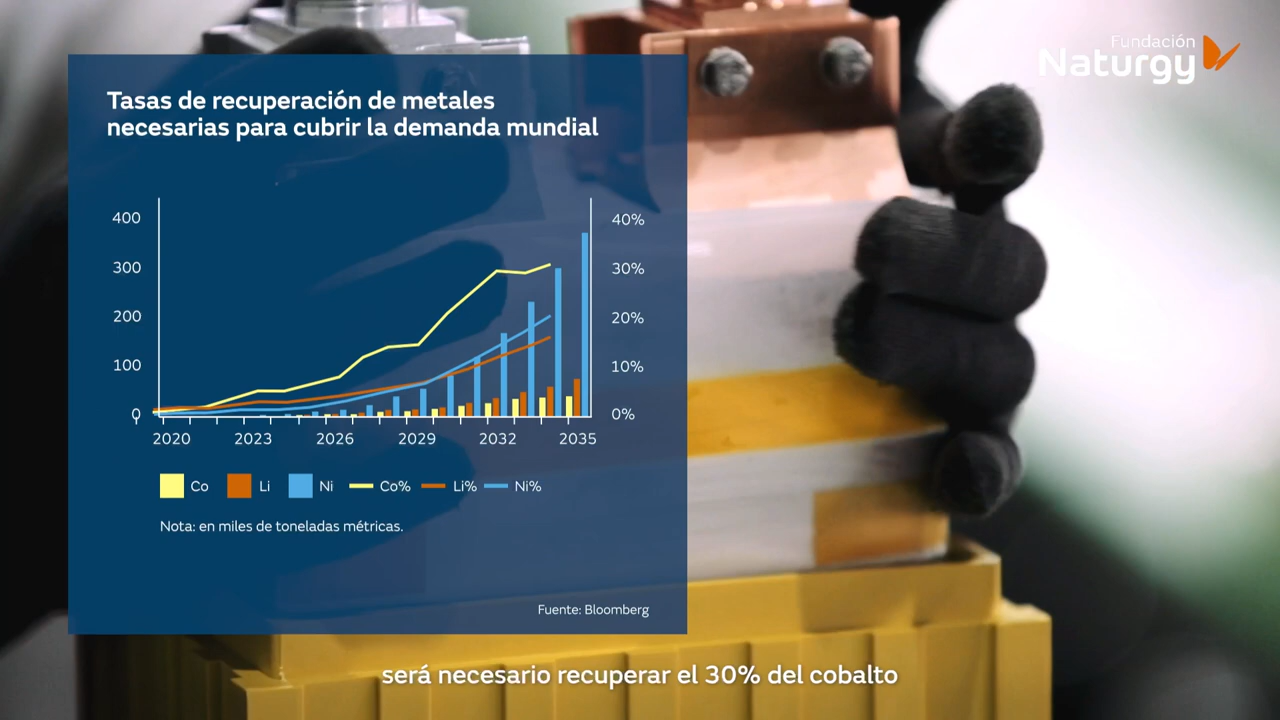 Fundación
Naturgy
Tasas de recuperación de metales
necesarias para cubrir la demanda mundial
400
300
200
100
0
40%
30%
20%
10%
0%
2020 2023 2026 2029 2032 2035
Co Li Ni Co% Li% Ni%
Nota: en miles de toneladas métricas.
Fuente: Bloomberg
será necesario recuperar el 30% del cobalto